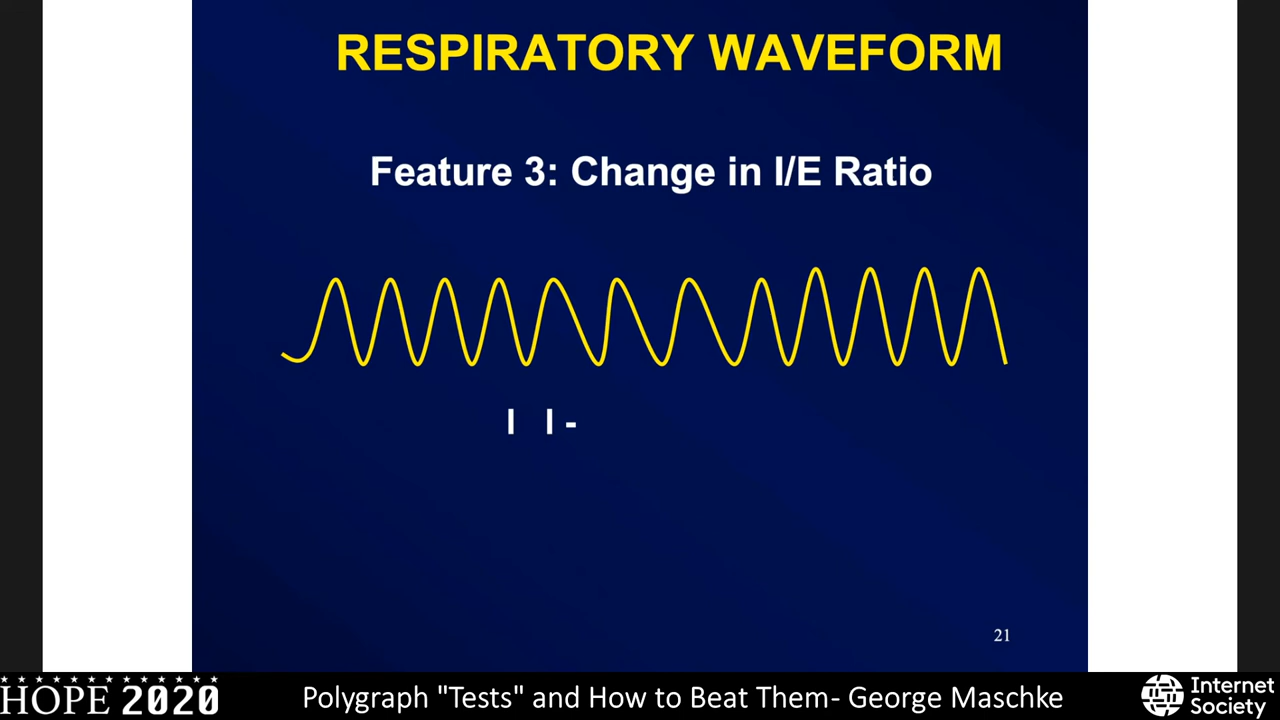 RESPIRATORY WAVEFORM
Feature 3: Change in I/E Ratio
I I -
21
HOPE 2020
Polygraph "Tests" and How to Beat Them- George Maschke
Internet
Society